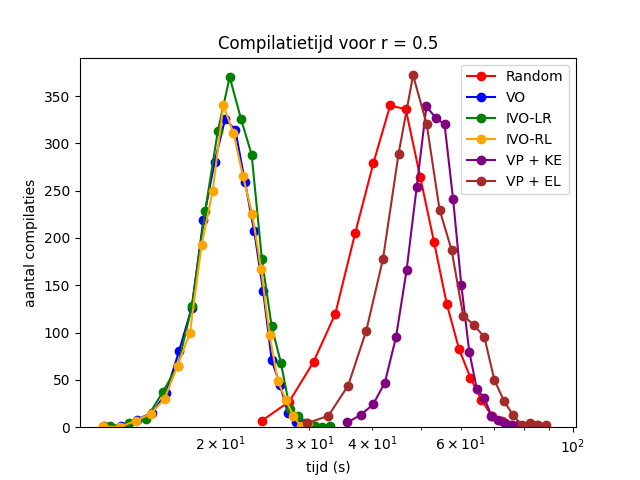 Compilatietijd voor r = 0.5
aantal compilaties
350
300
250
200
150
100
50
0
Random
VO
IVO-LR
IVO-RL
VP + KE
VP + EL
2 × 10¹
3 × 10¹
4 × 10¹
6 × 10¹
10²
tijd (s)